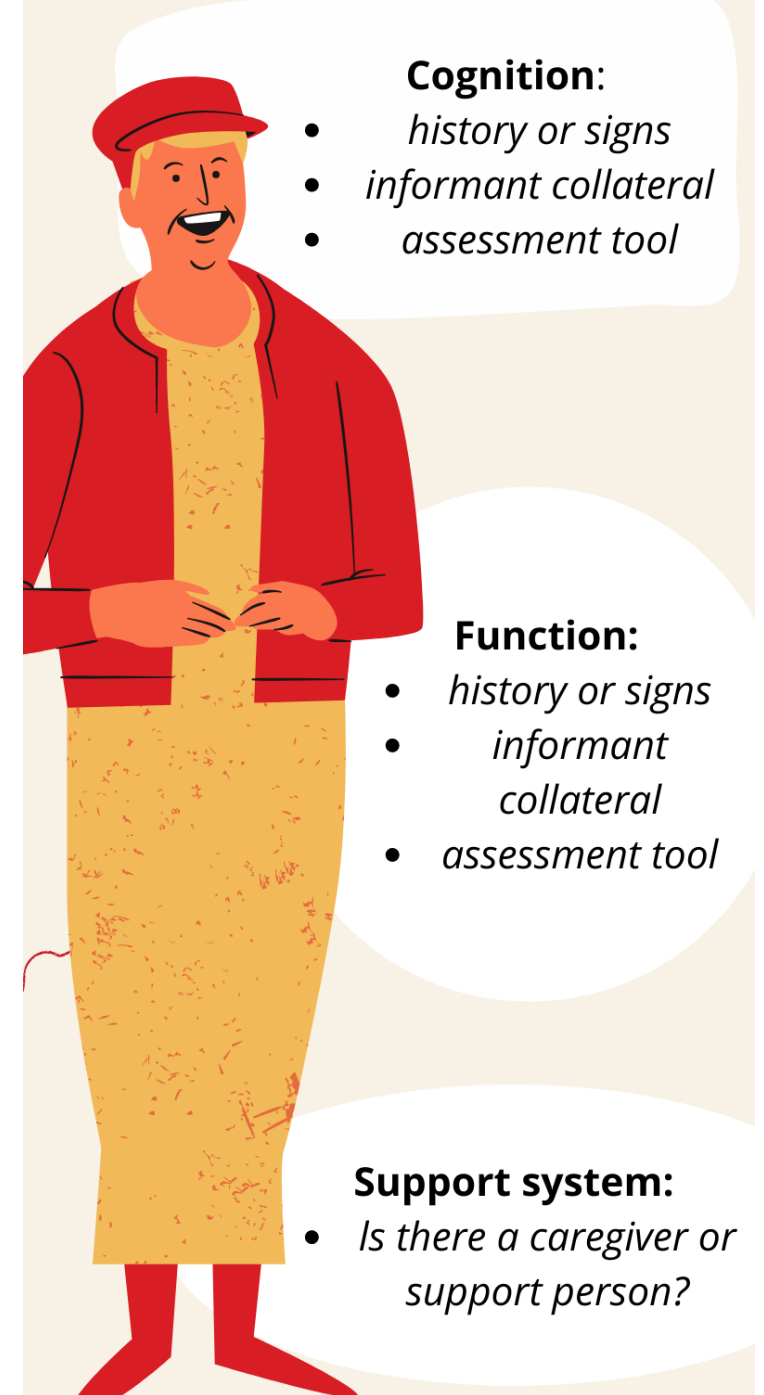 Cognition:
• history or signs
• informant collateral
• assessment tool
Function:
• history or signs
• informant
collateral
• assessment tool
Support system:
• Is there a caregiver or
support person?